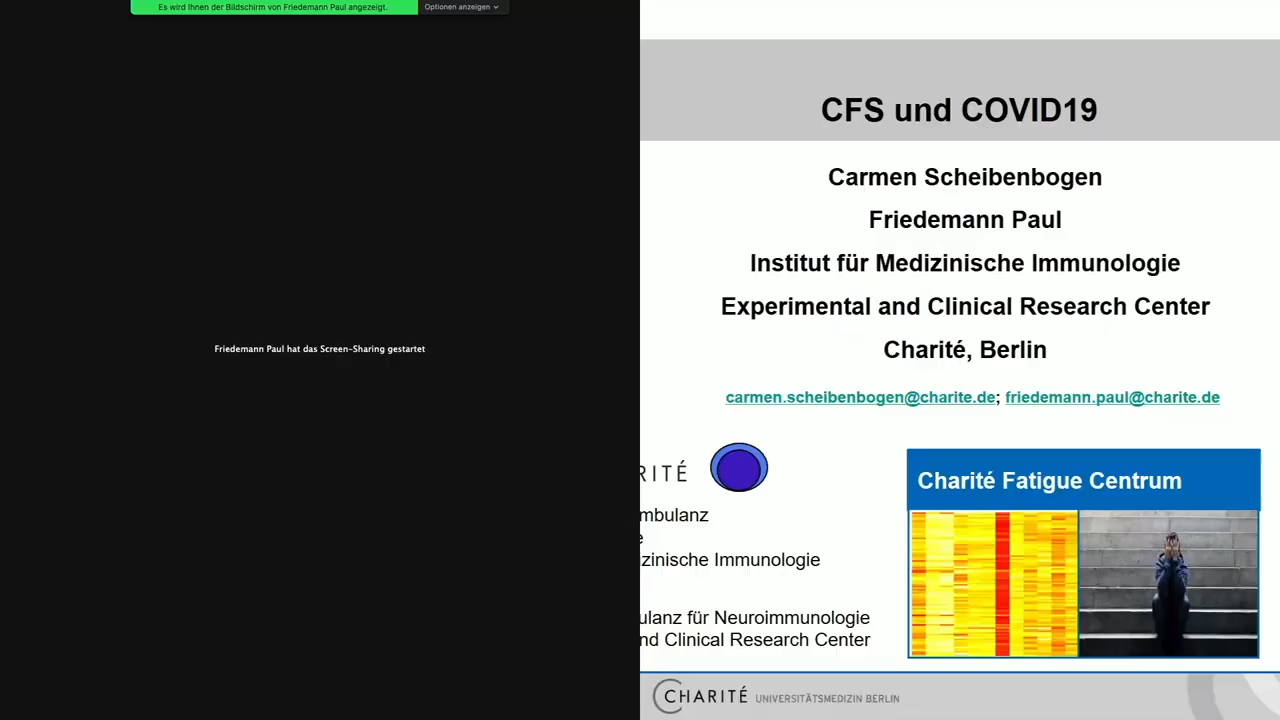 Es wird Ihnen der Bildschirm von Friedemann Paul angezeigt.
Optionen anzeigen
Friedemann Paul hat das Screen-Sharing gestartet
CFS und COVID19
Carmen Scheibenbogen
Friedemann Paul
Institut für Medizinische Immunologie
Experimental and Clinical Research Center
Charité, Berlin
carmen.scheibenbogen@charite.de; friedemann.paul@charite.de
RITÉ
mbulanz
e
zinische Immunologie
ulanz für Neuroimmunologie
nd Clinical Research Center
Charité Fatigue Centrum
CHARITÉ UNIVERSITÄTSMEDIZIN BERLIN